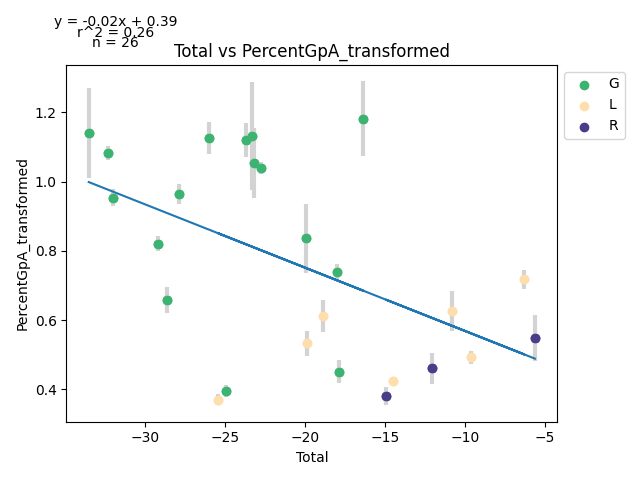 y = -0.02x + 0.39
r^2 = 0.26
n = 26
Total vs PercentGpA_transformed
G
L
R
PercentGpA_transformed
1.2
1.0
0.8
0.6
0.4
−30 −25 −20 −15 −10 −5
Total